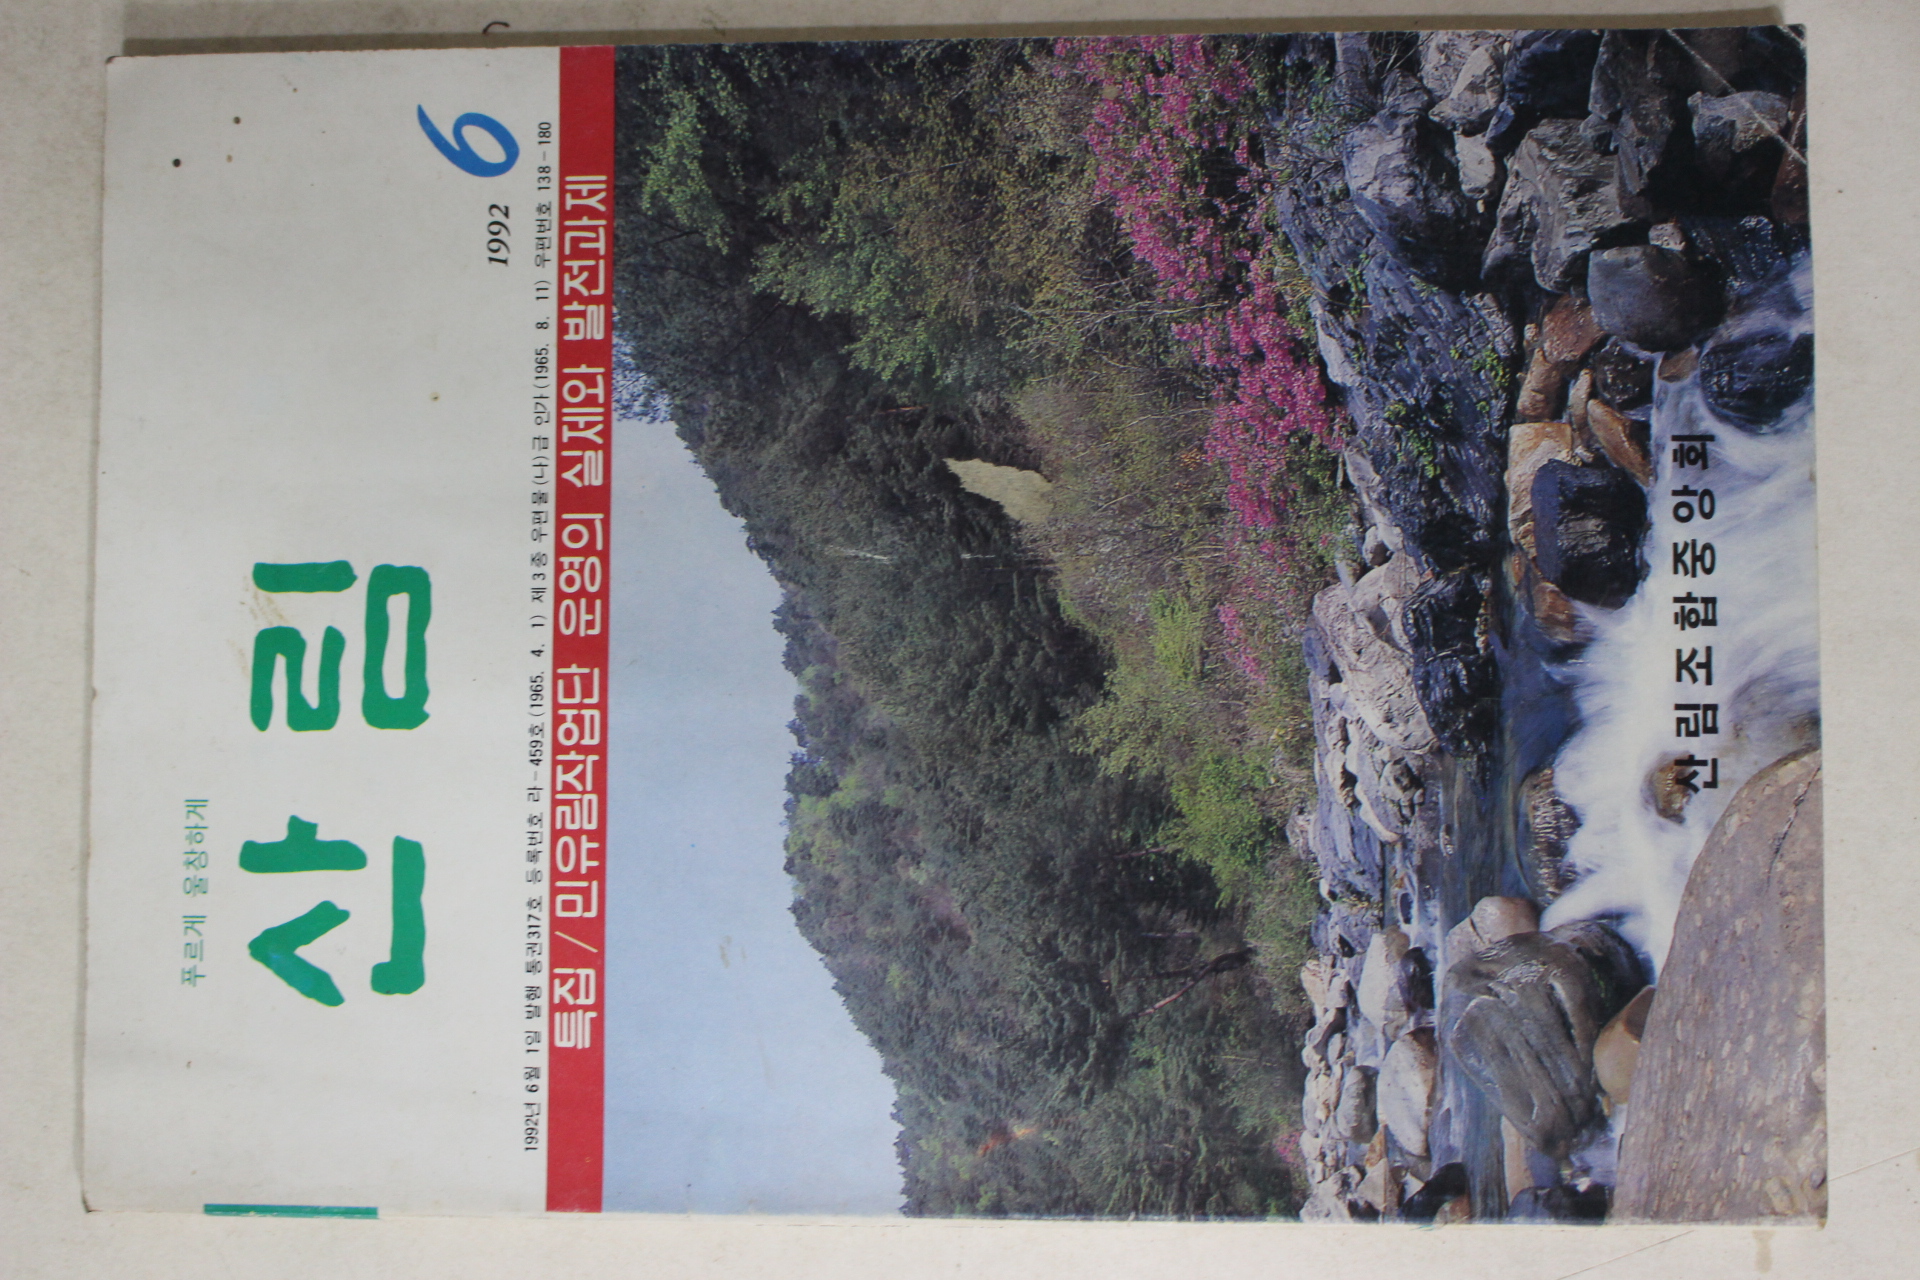 푸르게 울창하게
산림
1992 6
1992년 6월 1일 발행 통권317호 등록번호 라-459호(1965. 4. 1) 제3종 우편물(나)급 인가(1965. 8. 11) 우편번호 138-180
특집/민유림작업단 운영의 실제와 발전과제
산림조합중앙회